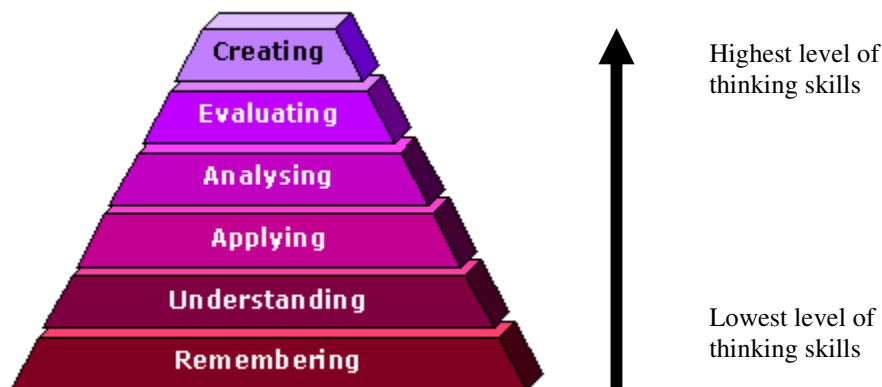 Creating
Highest level of
thinking skills
Evaluating
Analysing
Applying
Understanding
Lowest level of
thinking skills
Remembering